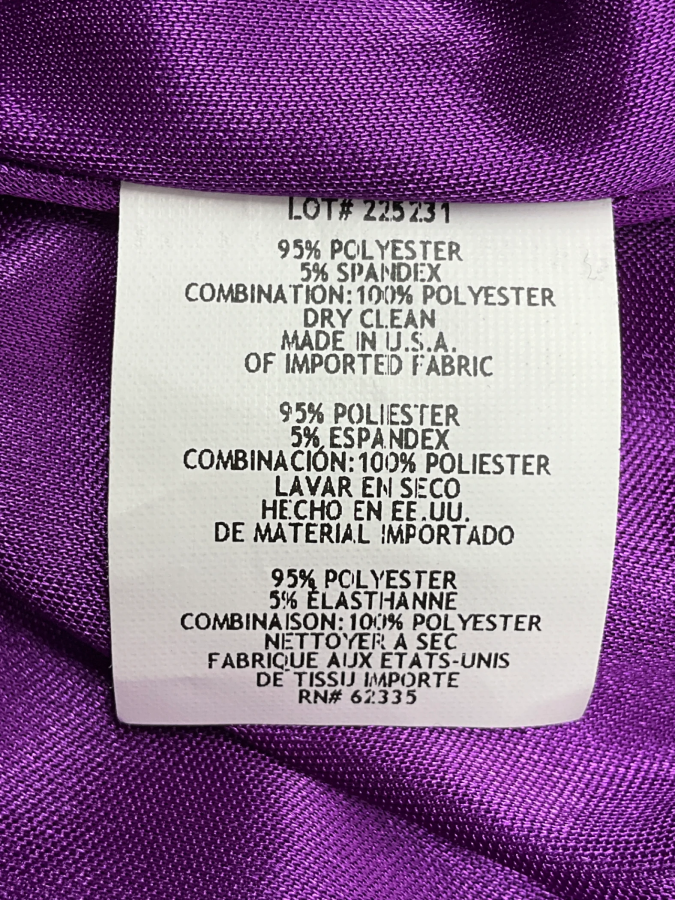 LOT# 225231
95% POLYESTER
5% SPANDEX
COMBINATION: 100% POLYESTER
DRY CLEAN
MADE IN U.S.A.
OF IMPORTED FABRIC
95% POLIESTER
5% ESPANDEX
COMBINACIÓN: 100% POLIESTER
LAVAR EN SECO
HECHO EN EE.UU.
DE MATERIAL IMPORTADO
95% POLYESTER
5% ÉLASTHANNE
COMBINAISON: 100% POLYESTER
NETTOYER A SEC
FABRIQUE AUX ETATS-UNIS
DE TISSU IMPORTE
RN# 62335